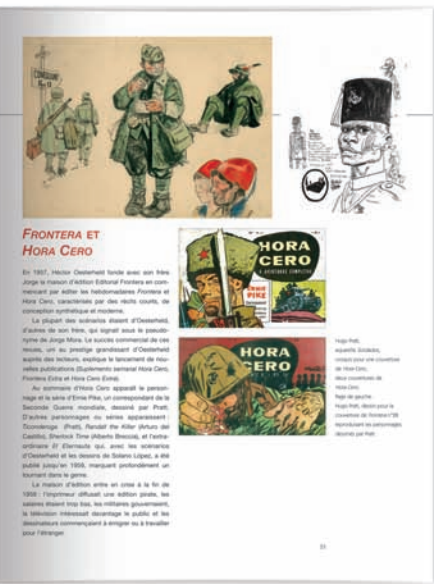 FRONTERA ET
HORA CERO
En 1957, Héctor Oesterheld fonde avec son frère
Jorge la maison d'édition Editorial Frontera en com-
mençant par éditer les hebdomadaires Frontera et
Hora Cero, caractérisés par des récits courts, de
conception synthétique et moderne.
La plupart des scénarios étaient d'Oesterheld,
d'autres de son frère, qui signait sous le pseudo-
nyme de Jorge Mora. Le succès commercial de ces
revues, uni au prestige grandissant d'Oesterheld
auprès des lecteurs, explique le lancement de nou-
velles publications (Suplemento semanal Hora Cero,
Frontera Extra et Hora Cero Extra).
Au sommaire d'Hora Cero apparaît le person-
nage et la série d'Ernie Pike, un correspondant de la
Seconde Guerre mondiale, dessiné par Pratt.
D'autres personnages ou séries apparaissent :
Ticonderoga (Pratt), Randall the Killer (Arturo del
Castillo), Sherlock Time (Alberto Breccia), et l'extra-
ordinaire El Eternauta qui, avec les scénarios
d'Oesterheld et les dessins de Solano López, a été
publié jusqu'en 1959, marquant profondément un
tournant dans le genre.
La maison d'édition entre en crise à la fin de
1959 : l'imprimeur diffusait une édition pirate, les
salaires étaient trop bas, les militaires gouvernaient,
la télévision intéressait davantage le public et les
dessinateurs commençaient à émigrer ou à travailler
pour l'étranger.
HORA
CERO
ERNIE
PIKE
HORA
CERO
Hugo Pratt,
aquarelle, Soldados,
conçus pour une couverture
de Hora Cero,
deux couvertures de
Hora Cero.
Page de gauche :
Hugo Pratt, dessin pour la
couverture de Frontera
reproduisant les personnages
dessinés par Pratt.